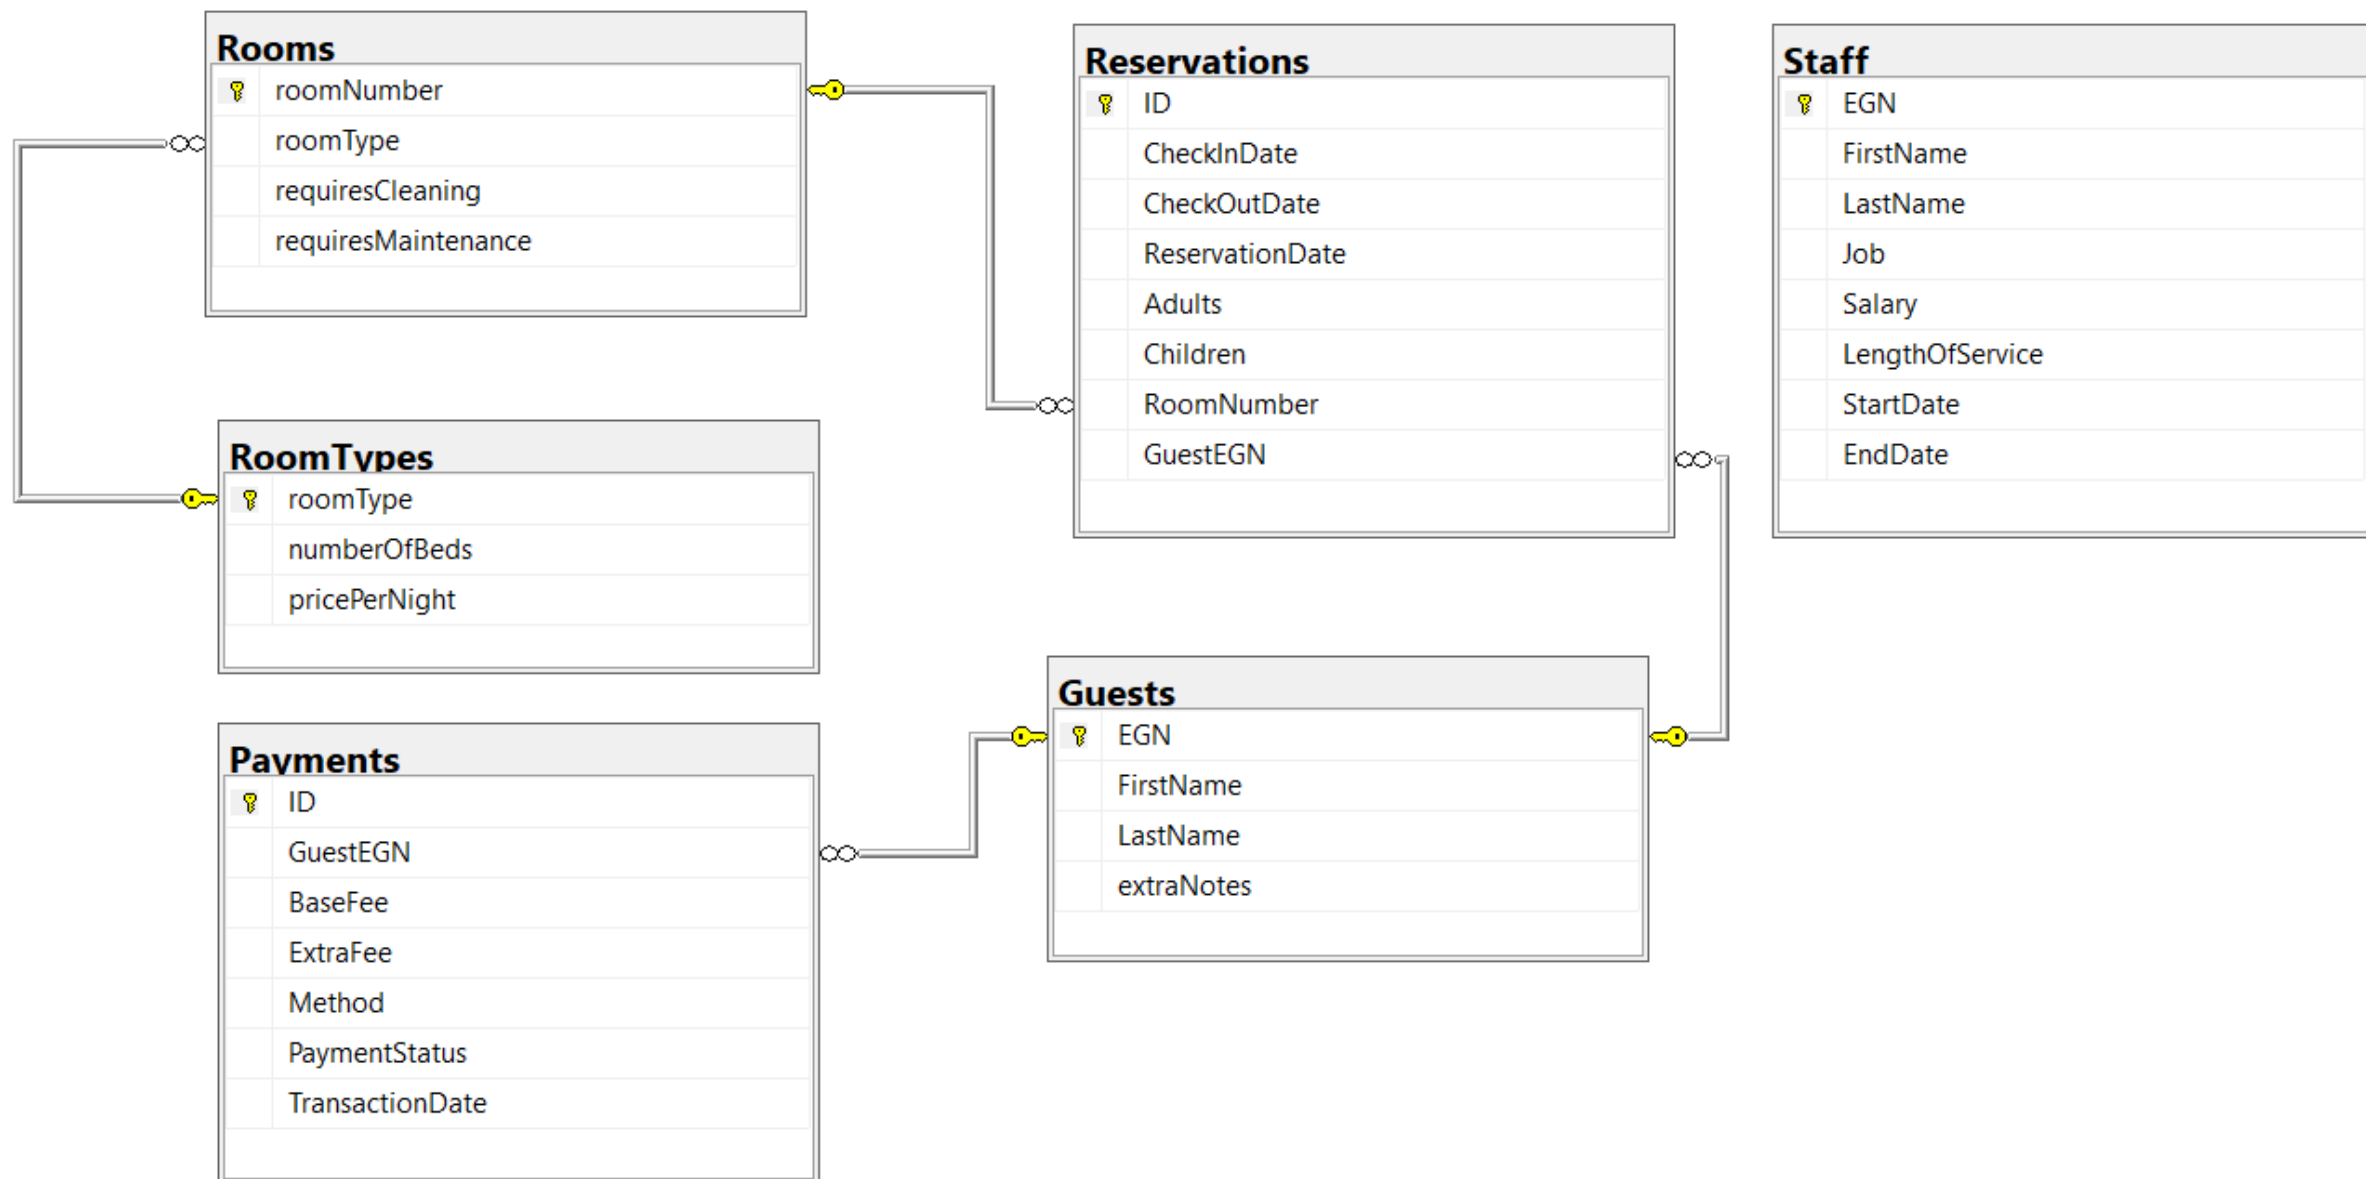 Rooms
roomNumber
roomType
requiresCleaning
requiresMaintenance
RoomTypes
roomType
numberOfBeds
pricePerNight
Payments
ID
GuestEGN
BaseFee
ExtraFee
Method
PaymentStatus
TransactionDate
Reservations
ID
CheckInDate
CheckOutDate
ReservationDate
Adults
Children
RoomNumber
GuestEGN
Guests
EGN
FirstName
LastName
extraNotes
Staff
EGN
FirstName
LastName
Job
Salary
LengthOfService
StartDate
EndDate